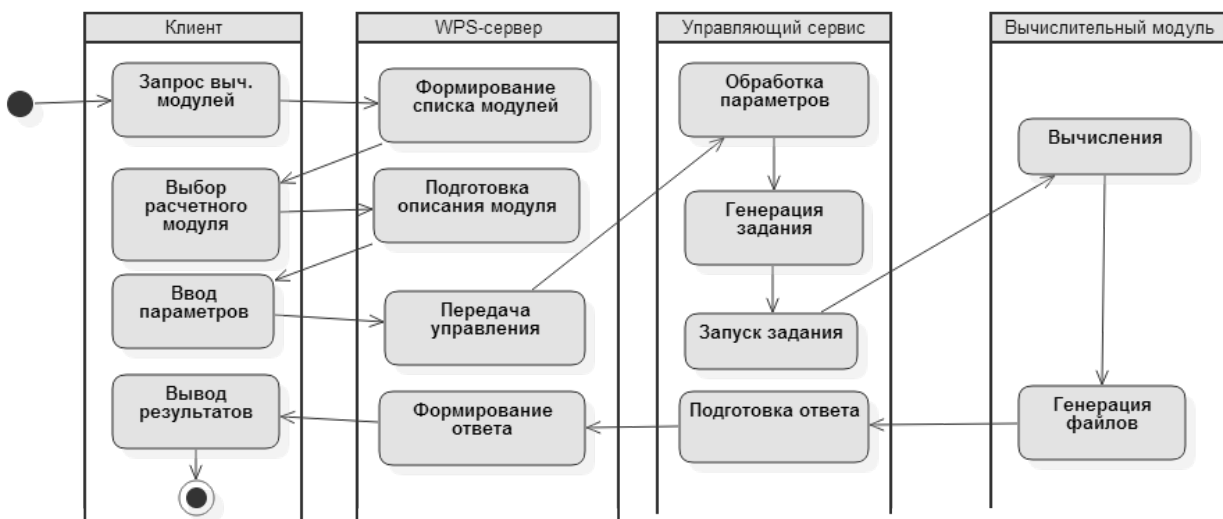 Клиент
WPS-сервер
Управляющий сервис
Вычислительный модуль
Запрос выч.
модулей
Формирование
списка модулей
Обработка
параметров
Вычисления
Выбор
расчетного
модуля
Подготовка
описания модуля
Генерация
задания
Ввод
параметров
Передача
управления
Запуск задания
Вывод
результатов
Формирование
ответа
Подготовка ответа
Генерация
файлов